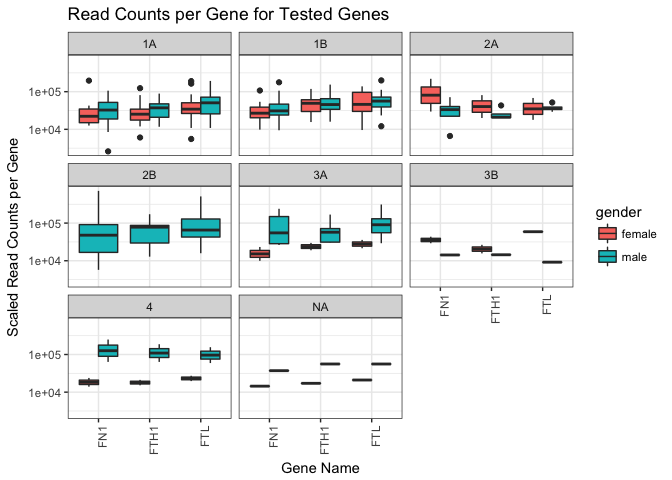 Read Counts per Gene for Tested Genes
1A 1B 2A
1e+05
1e+04
2B 3A 3B
1e+05
1e+04
4 NA
1e+05
1e+04
FN1 FTH1 FTL FN1 FTH1 FTL FN1 FTH1 FTL
Gene Name
Scaled Read Counts per Gene
gender
female
male